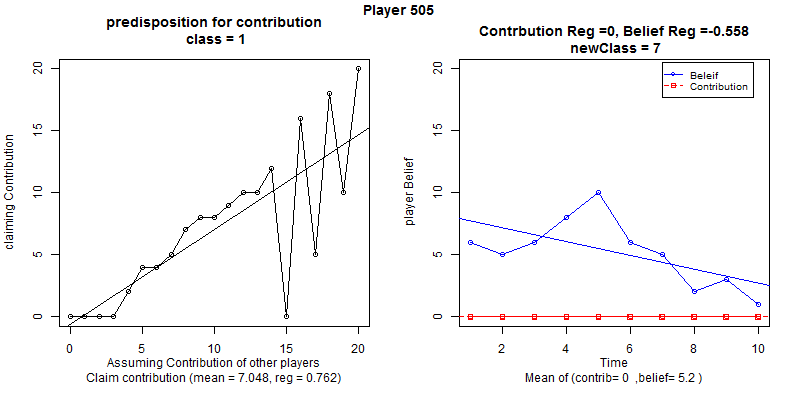 Player 505
predisposition for contribution
class = 1
claiming Contribution
20
15
10
5
0
0 5 10 15 20
Assuming Contribution of other players
Claim contribution (mean = 7.048, reg = 0.762)
Contrbution Reg =0, Belief Reg =-0.558
newClass = 7
player Belief
20
15
10
5
0
Beleif
Contribution
2 4 6 8 10
Time
Mean of (contrib= 0 ,belief= 5.2 )